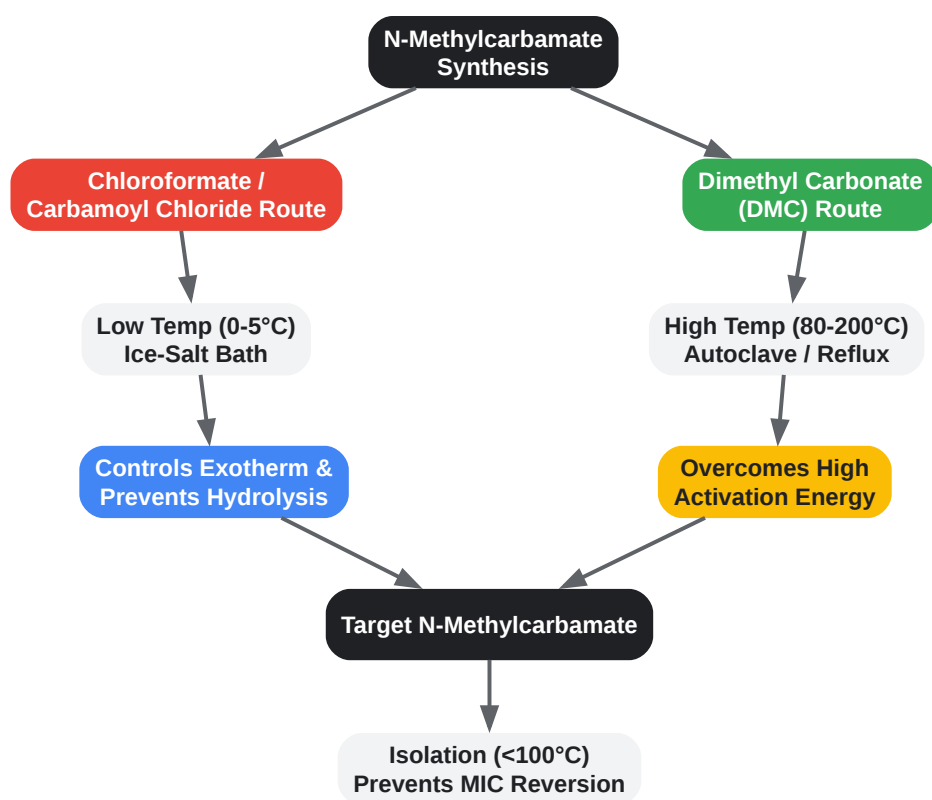 N-Methylcarbamate
Synthesis
Chloroformate /
Carbamoyl Chloride Route
Dimethyl Carbonate
(DMC) Route
Low Temp (0-5°C)
Ice-Salt Bath
High Temp (80-200°C)
Autoclave / Reflux
Controls Exotherm &
Prevents Hydrolysis
Overcomes High
Activation Energy
Target N-Methylcarbamate
Isolation (<100°C)
Prevents MIC Reversion